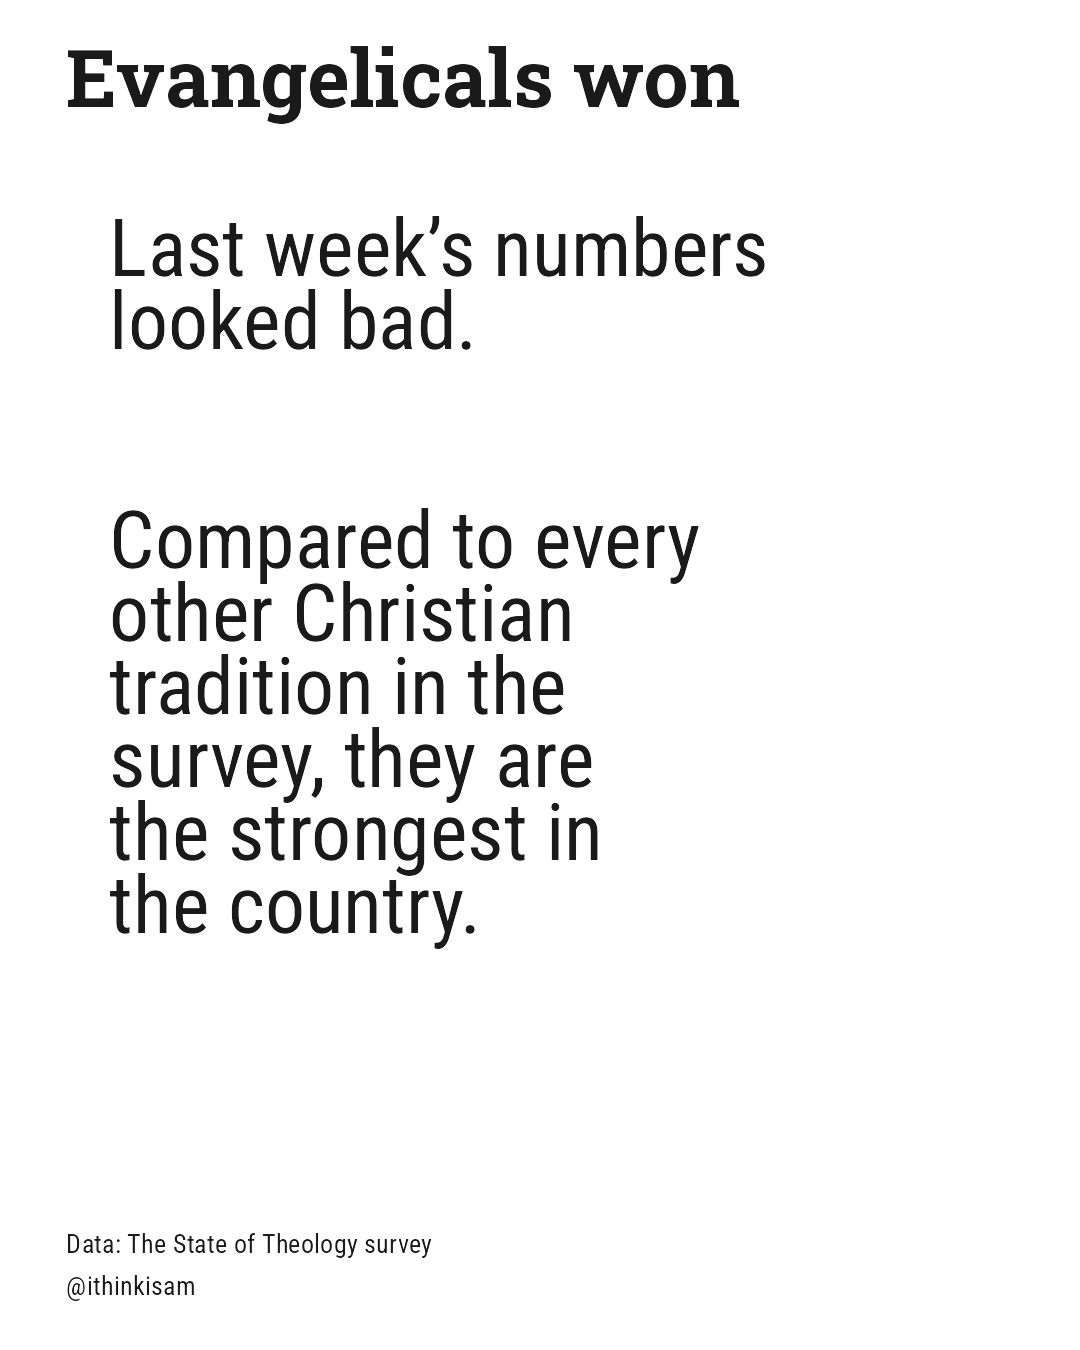 Evangelicals won
Last week’s numbers
looked bad.
Compared to every
other Christian
tradition in the
survey, they are
the strongest in
the country.
Data: The State of Theology survey
@ithinkisam